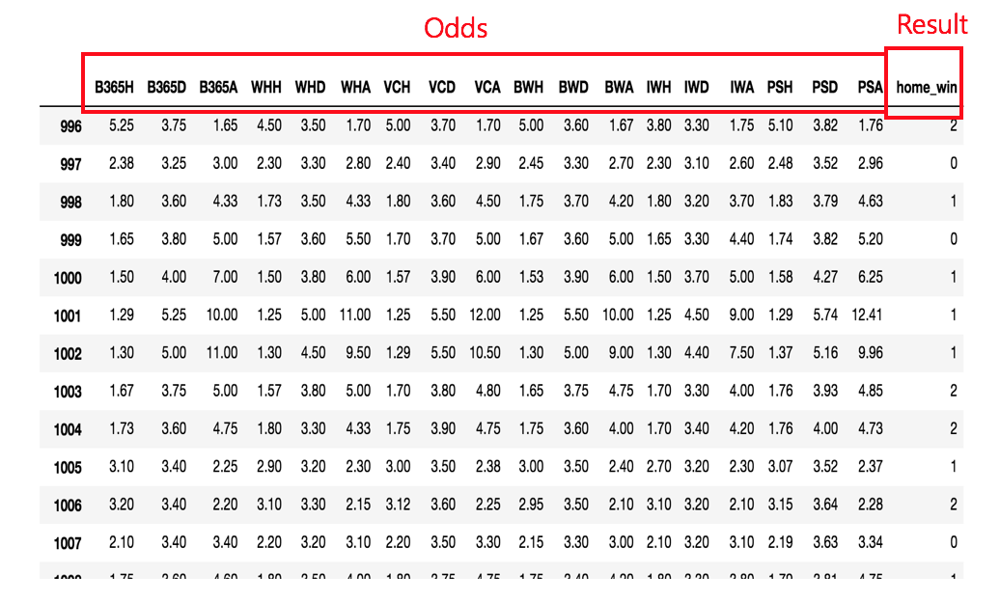 Odds
Result
B365H B365D B365A WHH WHD WHA VCH VCD VCA BWH BWD BWA IWH IWD IWA PSH PSD PSA home_win
996 5.25 3.75 1.65 4.50 3.50 1.70 5.00 3.70 1.70 5.00 3.60 1.67 3.80 3.30 1.75 5.10 3.82 1.76 2
997 2.38 3.25 3.00 2.30 3.30 2.80 2.40 3.40 2.90 2.45 3.30 2.70 2.30 3.10 2.60 2.48 3.52 2.96 0
998 1.80 3.60 4.33 1.73 3.50 4.33 1.80 3.60 4.50 1.75 3.70 4.20 1.80 3.20 3.70 1.83 3.79 4.63 1
999 1.65 3.80 5.00 1.57 3.60 5.50 1.70 3.70 5.00 1.67 3.60 5.00 1.65 3.30 4.40 1.74 3.82 5.20 0
1000 1.50 4.00 7.00 1.50 3.80 6.00 1.57 3.90 6.00 1.53 3.90 6.00 1.50 3.70 5.00 1.58 4.27 6.25 1
1001 1.29 5.25 10.00 1.25 5.00 11.00 1.25 5.50 12.00 1.25 5.50 10.00 1.25 4.50 9.00 1.29 5.74 12.41 1
1002 1.30 5.00 11.00 1.30 4.50 9.50 1.29 5.50 10.50 1.30 5.00 9.00 1.30 4.40 7.50 1.37 5.16 9.96 1
1003 1.67 3.75 5.00 1.57 3.80 5.00 1.70 3.80 4.80 1.65 3.75 4.75 1.70 3.30 4.00 1.76 3.93 4.85 2
1004 1.73 3.60 4.75 1.80 3.30 4.33 1.75 3.90 4.75 1.75 3.60 4.00 1.70 3.40 4.20 1.76 4.00 4.73 2
1005 3.10 3.40 2.25 2.90 3.20 2.30 3.00 3.50 2.38 3.00 3.50 2.40 2.70 3.20 2.30 3.07 3.52 2.37 1
1006 3.20 3.40 2.20 3.10 3.30 2.15 3.12 3.60 2.25 2.95 3.50 2.10 3.10 3.20 2.10 3.15 3.64 2.28 2
1007 2.10 3.40 3.40 2.20 3.20 3.10 2.20 3.50 3.30 2.15 3.30 3.00 2.10 3.20 3.10 2.19 3.63 3.34 0